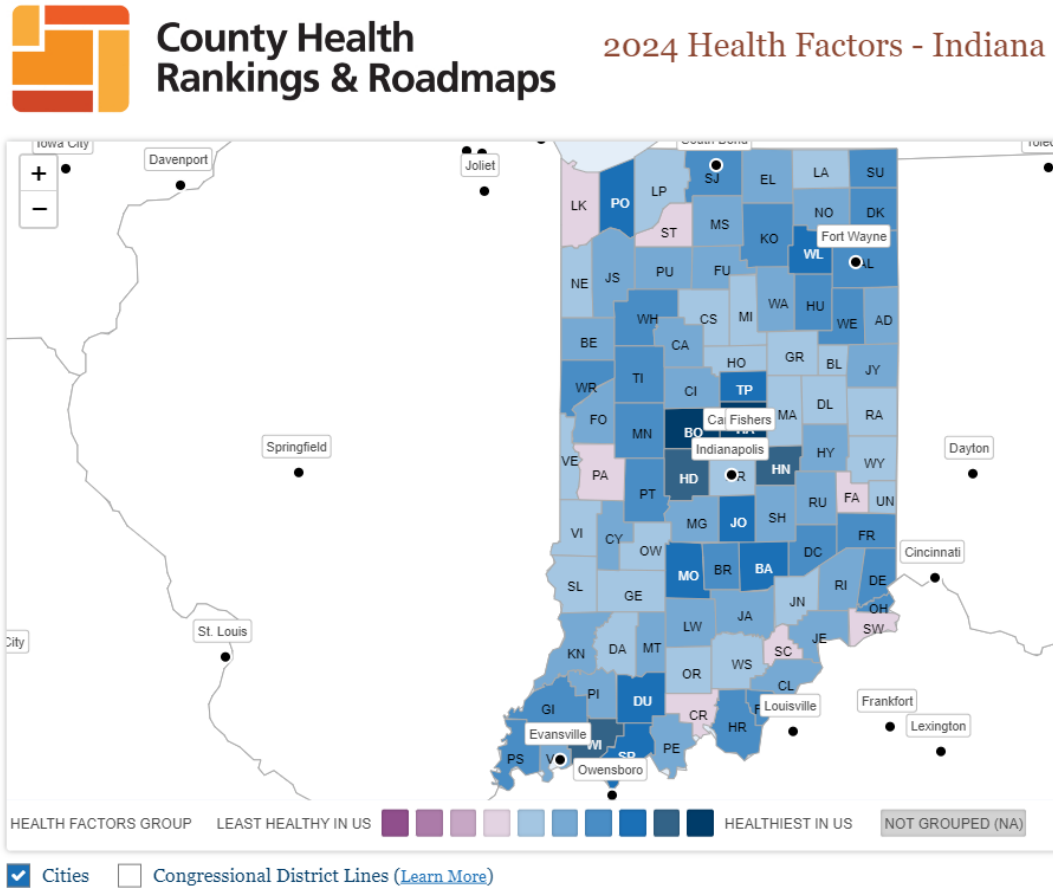 County Health
Rankings & Roadmaps
2024 Health Factors - Indiana
Iowa City
Davenport
Joliet
South Bend
+
−
LK
PO
LP
SJ
EL
LA
SU
ST
MS
KO
NO
DK
Fort Wayne
WL
AL
NE
JS
PU
FU
WA
HU
WE
AD
WH
CS
MI
BE
CA
HO
GR
BL
JY
WR
TI
CI
TP
MA
DL
RA
FO
MN
BO
Fishers
Indianapolis
Springfield
VE
PA
HD
HN
HY
WY
Dayton
PT
RU
FA
UN
VI
CY
MG
JO
SH
OW
FR
DC
Cincinnati
SL
GE
MO
BR
BA
RI
DE
JN
OH
St. Louis
City
LW
JA
JE
SW
KN
DA
MT
SC
OR
WS
CL
PI
DU
CR
Louisville
Frankfort
GI
HR
Lexington
Evansville
WI
PS
PE
SP
Owensboro
HEALTH FACTORS GROUP LEAST HEALTHY IN US HEALTHIEST IN US NOT GROUPED (NA)
Cities Congressional District Lines (Learn More)